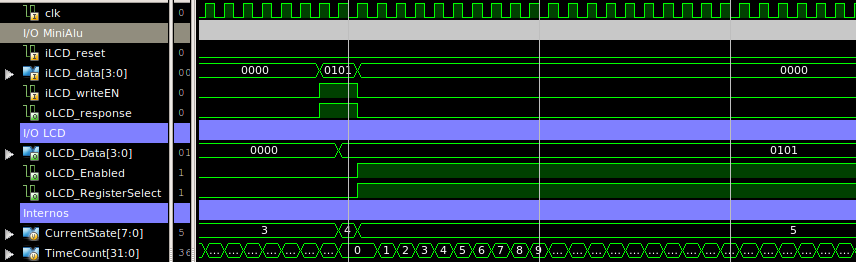 clk 0
I/O MiniAlu
iLCD_reset 0
iLCD_data[3:0] 00 0000 0101 0000
iLCD_writeEN 0
oLCD_response 0
I/O LCD
oLCD_Data[3:0] 01 0000 0101
oLCD_Enabled 1
oLCD_RegisterSelect 1
Internos
CurrentState[7:0] 5 3 4 5
TimeCount[31:0] 36 ... ... ... ... ... ... ... 0 1 2 3 4 5 6 7 8 9 ... ... ... ... ... ... ... ... ... ... ... ... ... ... ... ...